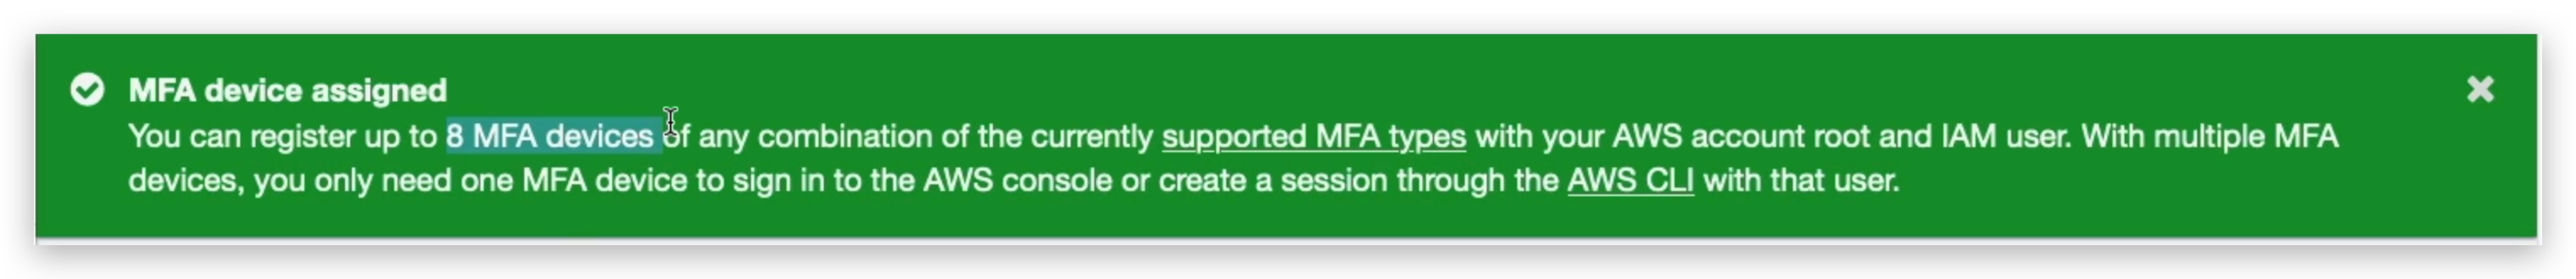 MFA device assigned
You can register up to 8 MFA devices of any combination of the currently supported MFA types with your AWS account root and IAM user. With multiple MFA
devices, you only need one MFA device to sign in to the AWS console or create a session through the AWS CLI with that user.